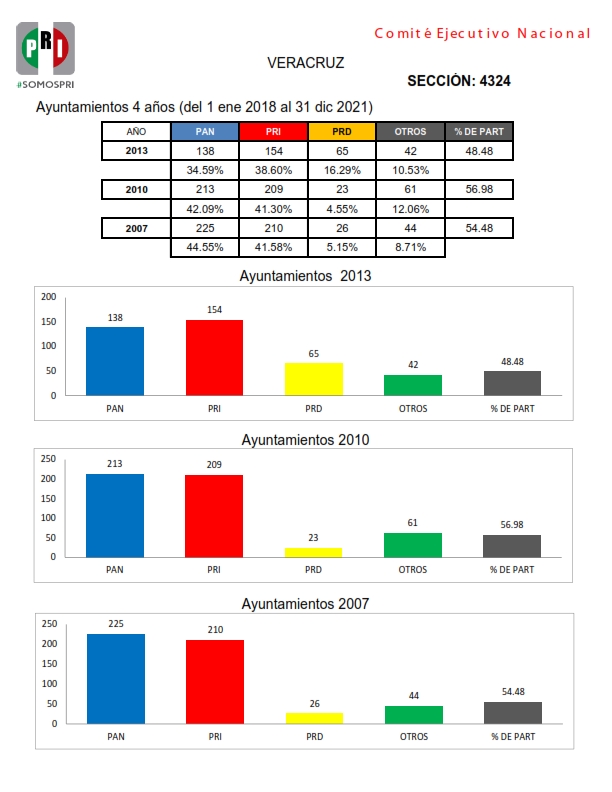 Comité Ejecutivo Nacional
PRI
#SOMOSPRI
VERACRUZ
SECCIÓN: 4324
Ayuntamientos 4 años (del 1 ene 2018 al 31 dic 2021)
AÑO PAN PRI PRD OTROS % DE PART
2013 138 154 65 42 48.48
34.59% 38.60% 16.29% 10.53%
2010 213 209 23 61 56.98
42.09% 41.30% 4.55% 12.06%
2007 225 210 26 44 54.48
44.55% 41.58% 5.15% 8.71%
Ayuntamientos 2013
200
150
100
50
0
138 154 65 42 48.48
PAN PRI PRD OTROS % DE PART
Ayuntamientos 2010
250
200
150
100
50
0
213 209 23 61 56.98
PAN PRI PRD OTROS % DE PART
Ayuntamientos 2007
250
200
150
100
50
0
225 210 26 44 54.48
PAN PRI PRD OTROS % DE PART